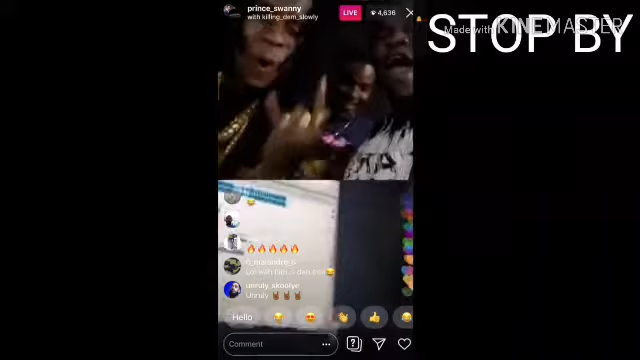 prince_swanny
with killing_dem_slowly
LIVE
4,636
Made with KINEMASTER
STOP BY
unruly_skoolye
Unruly
Hello
Comment